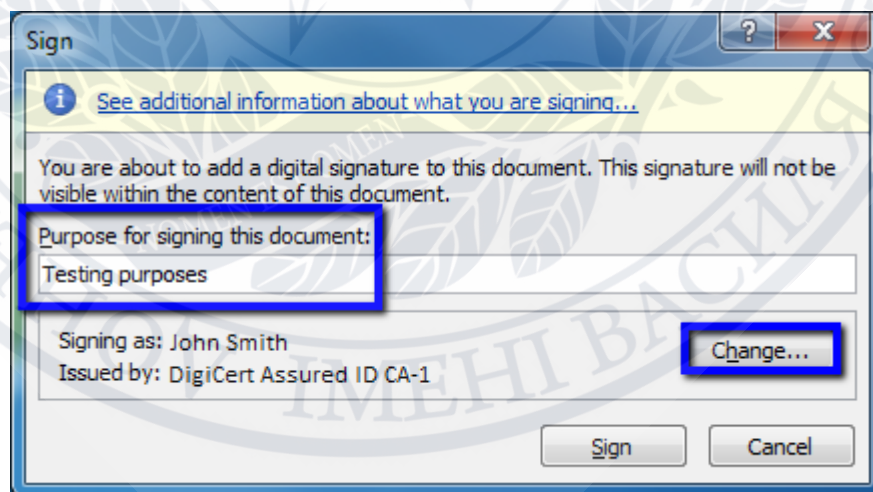 Sign
See additional information about what you are signing...
You are about to add a digital signature to this document. This signature will not be
visible within the content of this document.
Purpose for signing this document:
Testing purposes
Signing as: John Smith
Change...
Issued by: DigiCert Assured ID CA-1
Sign
Cancel
ІМЕНІ ВАСИЛЯ